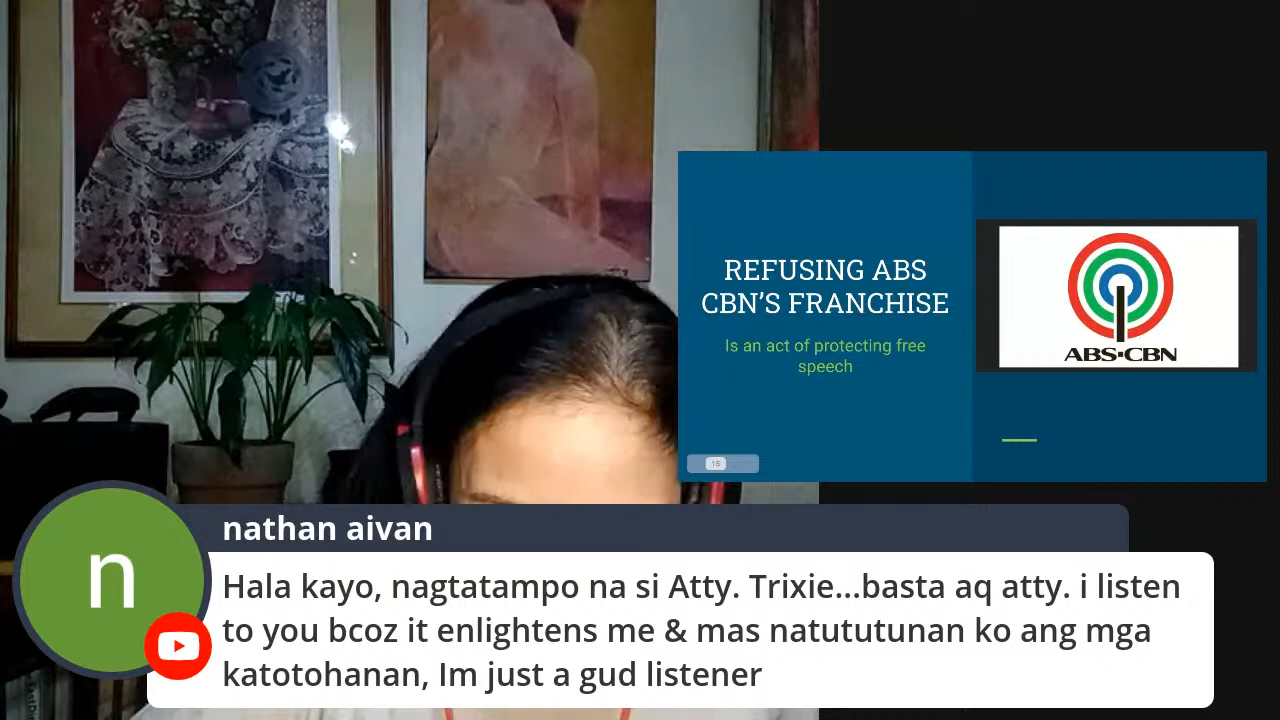 REFUSING ABS
CBN'S FRANCHISE
Is an act of protecting free
speech
ABS-CBN
15
nathan aivan
n
Hala kayo, nagtatampo na si Atty. Trixie...basta aq atty. i listen
to you bcoz it enlightens me & mas natututunan ko ang mga
katotohanan, Im just a gud listener